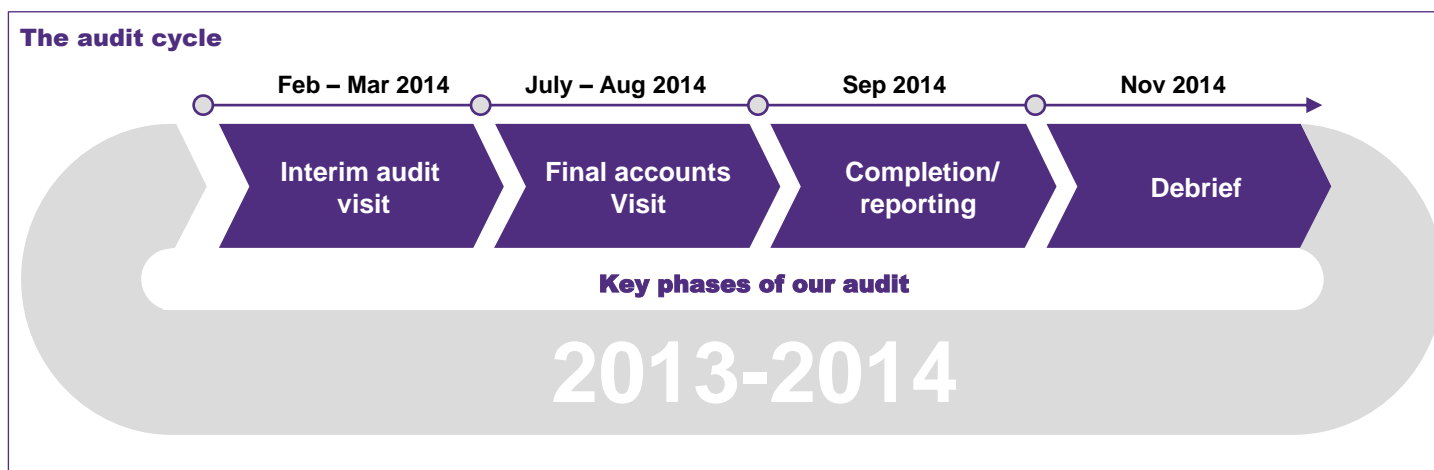 The audit cycle
Feb – Mar 2014
July – Aug 2014
Sep 2014
Nov 2014
Interim audit
visit
Final accounts
Visit
Completion/
reporting
Debrief
Key phases of our audit
2013-2014